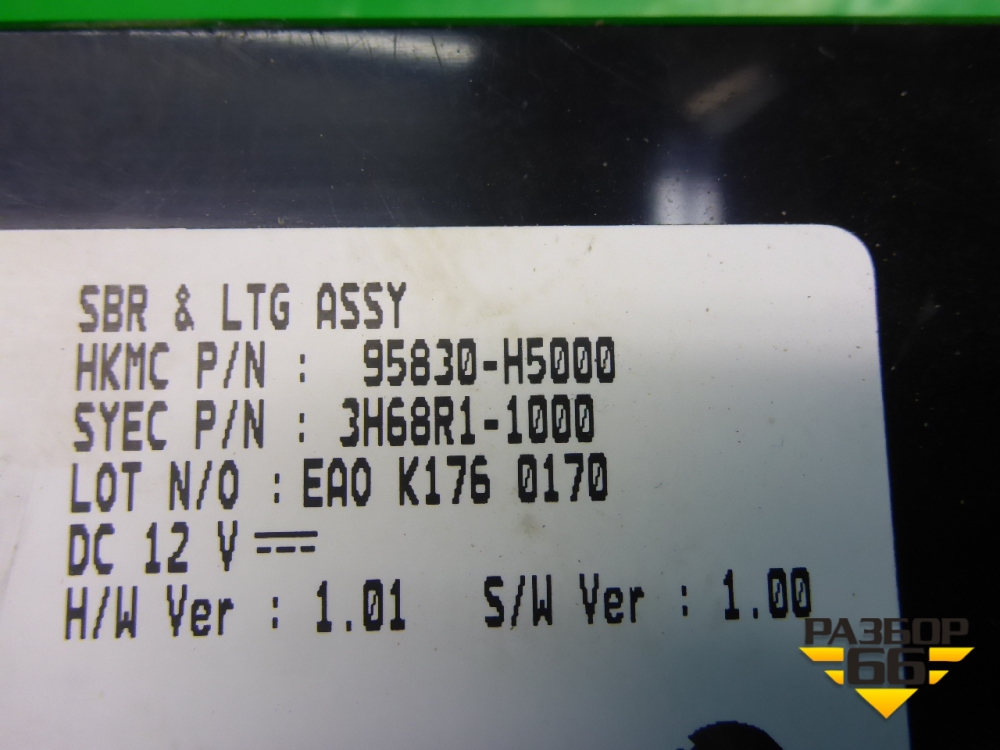 SBR & LTG ASSY
HKMC P/N : 95830-H5000
SYEC P/N : 3H68R1-1000
LOT N/O : EAO K176 0170
DC 12 V
H/W Ver : 1.01 S/W Ver : 1.00
РАЗБОР
66